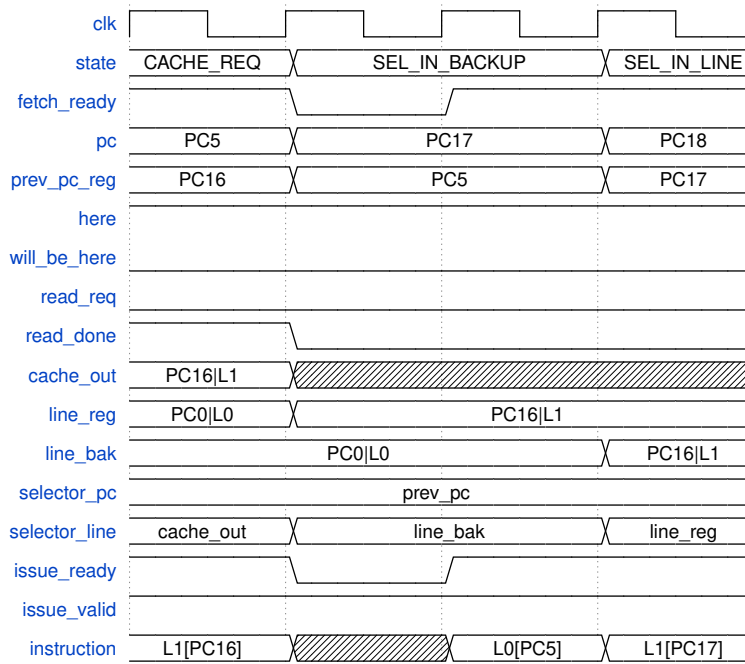 clk
state CACHE_REQ SEL_IN_BACKUP SEL_IN_LINE
fetch_ready
pc PC5 PC17 PC18
prev_pc_reg PC16 PC5 PC17
here
will_be_here
read_req
read_done
cache_out PC16|L1
line_reg PC0|L0 PC16|L1
line_bak PC0|L0 PC16|L1
selector_pc prev_pc
selector_line cache_out line_bak line_reg
issue_ready
issue_valid
instruction L1[PC16] L0[PC5] L1[PC17]